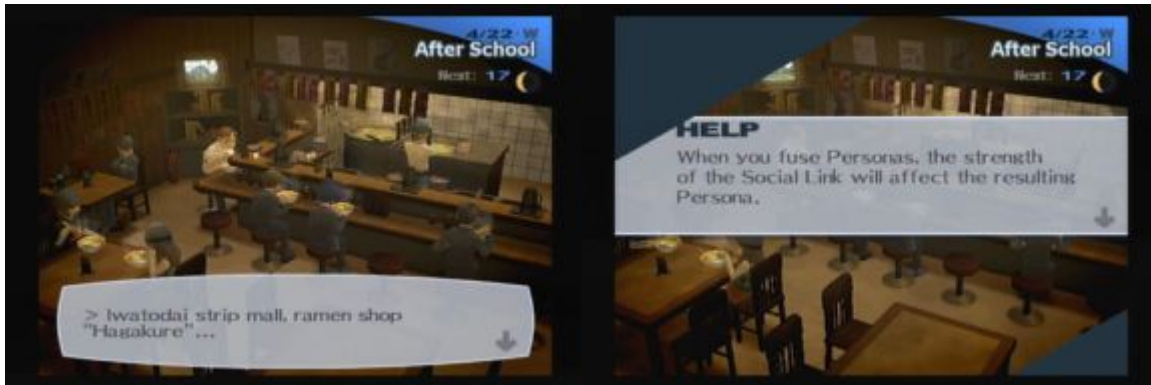 4/22 W
After School
Next: 17
> Iwatodai strip mall, ramen shop
"Hagakure"...
4/22 W
After School
Next: 17
HELP
When you fuse Personas, the strength
of the Social Link will affect the resulting
Persona.